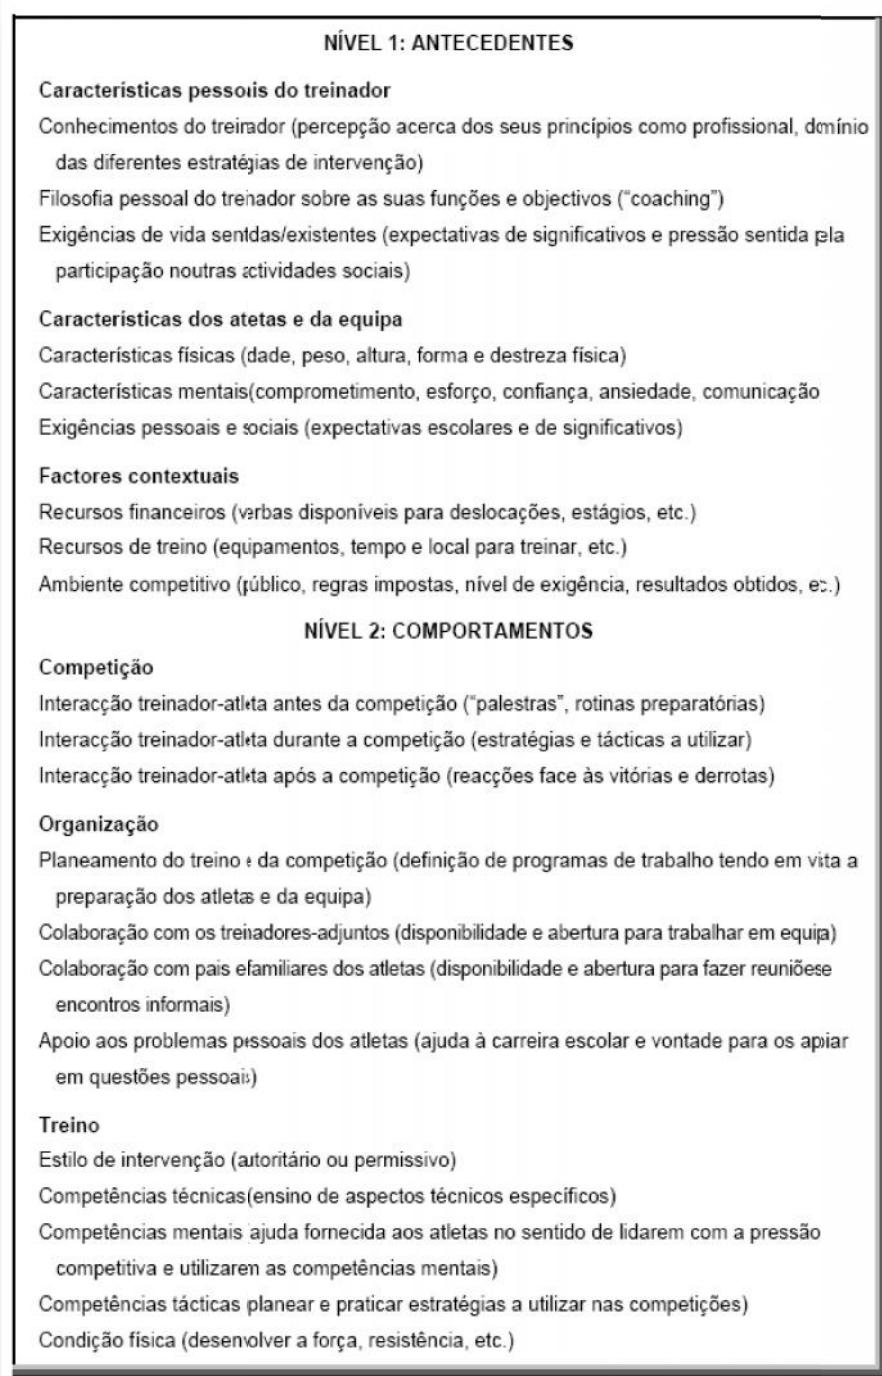 NÍVEL 1: ANTECEDENTES
Características pessoais do treinador
Conhecimentos do treinador (percepção acerca dos seus princípios como profissional, domínio
das diferentes estratégias de intervenção)
Filosofia pessoal do treinador sobre as suas funções e objectivos ("coaching")
Exigências de vida sentidas/existentes (expectativas de significativos e pressão sentida pela
participação noutras actividades sociais)
Características dos atetas e da equipa
Características físicas (idade, peso, altura, forma e destreza física)
Características mentais(comprometimento, esforço, confiança, ansiedade, comunicação
Exigências pessoais e sociais (expectativas escolares e de significativos)
Factores contextuais
Recursos financeiros (verbas disponíveis para deslocações, estágios, etc.)
Recursos de treino (equipamentos, tempo e local para treinar, etc.)
Ambiente competitivo (público, regras impostas, nível de exigência, resultados obtidos, etc.)
NÍVEL 2: COMPORTAMENTOS
Competição
Interacção treinador-atleta antes da competição ("palestras", rotinas preparatórias)
Interacção treinador-atleta durante a competição (estratégias e tácticas a utilizar)
Interacção treinador-atleta após a competição (reacções face às vitórias e derrotas)
Organização
Planeamento do treino e da competição (definição de programas de trabalho tendo em vista a
preparação dos atletas e da equipa)
Colaboração com os treinadores-adjuntos (disponibilidade e abertura para trabalhar em equipa)
Colaboração com pais e familiares dos atletas (disponibilidade e abertura para fazer reuniões e
encontros informais)
Apoio aos problemas pessoais dos atletas (ajuda à carreira escolar e vontade para os apoiar
em questões pessoais)
Treino
Estilo de intervenção (autoritário ou permissivo)
Competências técnicas(ensino de aspectos técnicos específicos)
Competências mentais ajuda fornecida aos atletas no sentido de lidarem com a pressão
competitiva e utilizarem as competências mentais)
Competências tácticas planear e praticar estratégias a utilizar nas competições)
Condição física (desenvolver a força, resistência, etc.)